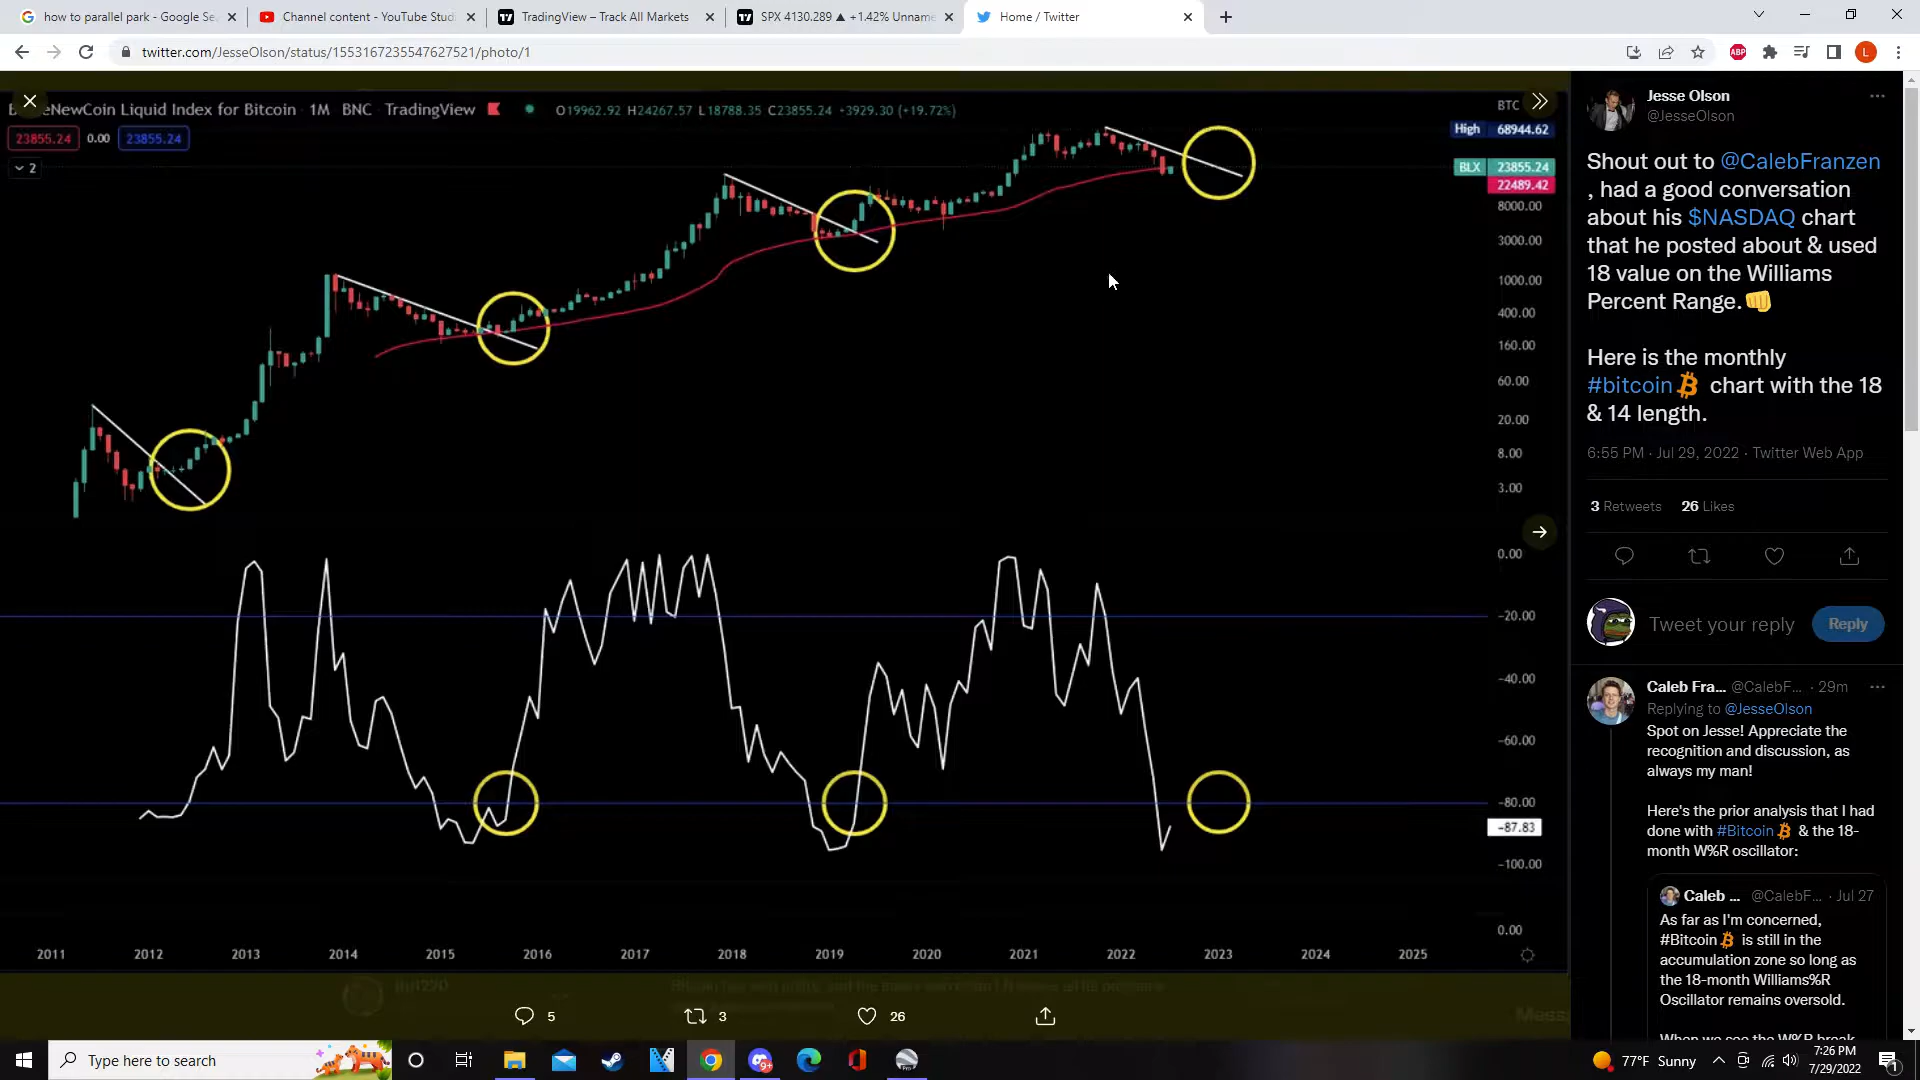 how to parallel park - Google Se
Channel content - YouTube Studi
TradingView – Track All Markets
SPX 4130.289 ▲ +1.42% Unname
Home / Twitter
twitter.com/JesseOlson/status/1553167235547627521/photo/1
ABP
L
NewCoin Liquid Index for Bitcoin · 1M · BNC · TradingView
O19962.92 H24267.57 L18788.35 C23855.24 +3929.30 (+19.72%)
BTC
23855.24 0.00 23855.24
2
High 68944.62
BLX 23855.24
22489.42
8000.00
3000.00
1000.00
400.00
160.00
60.00
20.00
8.00
3.00
0.00
-20.00
-40.00
-60.00
-80.00
-87.83
-100.00
0.00
2011 2012 2013 2014 2015 2016 2017 2018 2019 2020 2021 2022 2023 2024 2025
5 3 26
Jesse Olson
@JesseOlson
Shout out to @CalebFranzen
, had a good conversation
about his $NASDAQ chart
that he posted about & used
18 value on the Williams
Percent Range.👊
Here is the monthly
#bitcoin chart with the 18
& 14 length.
6:55 PM · Jul 29, 2022 · Twitter Web App
3 Retweets 26 Likes
Tweet your reply
Reply
Caleb Fra... @CalebF... · 29m
Replying to @JesseOlson
Spot on Jesse! Appreciate the
recognition and discussion, as
always my man!
Here's the prior analysis that I had
done with #Bitcoin & the 18-
month W%R oscillator:
Caleb ... @CalebF... · Jul 27
As far as I'm concerned,
#Bitcoin is still in the
accumulation zone so long as
the 18-month Williams%R
Oscillator remains oversold.
When we see the W%R break
Type here to search
9+
77°F Sunny
7:26 PM
7/29/2022
1